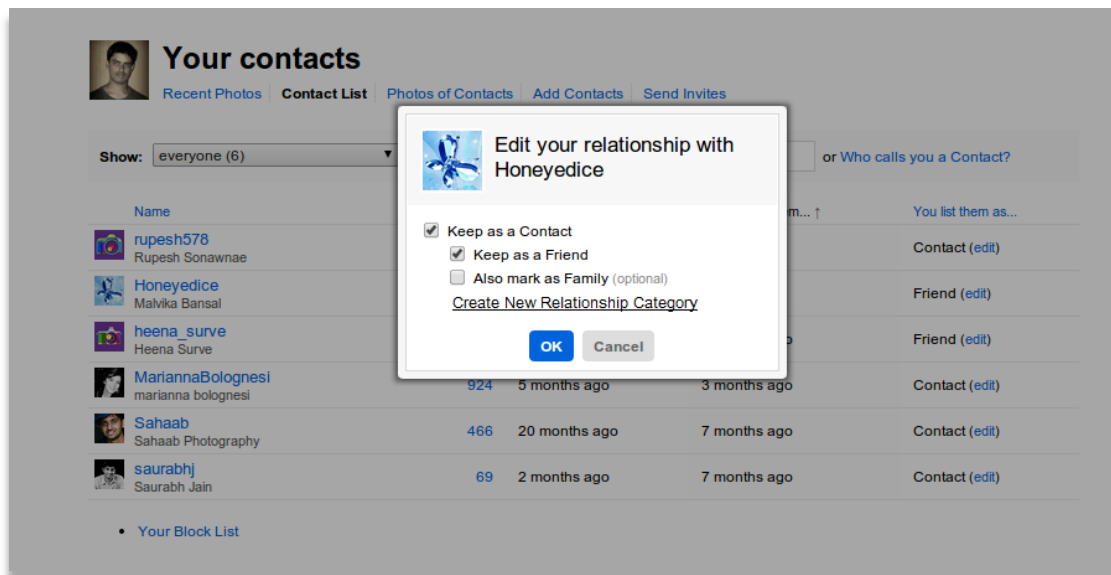 Your contacts
Recent Photos Contact List Photos of Contacts Add Contacts Send Invites
Show: everyone (6) or Who calls you a Contact?
Edit your relationship with
Honeyedice
Keep as a Contact
Keep as a Friend
Also mark as Family (optional)
Create New Relationship Category
OK Cancel
Name ↑ You list them as...
rupesh578
Rupesh Sonawnae
Contact (edit)
Honeyedice
Malvika Bansal
Friend (edit)
heena_surve
Heena Surve
Friend (edit)
MariannaBolognesi
marianna bolognesi
924 5 months ago 3 months ago Contact (edit)
Sahaab
Sahaab Photography
466 20 months ago 7 months ago Contact (edit)
saurabhj
Saurabh Jain
69 2 months ago 7 months ago Contact (edit)
• Your Block List